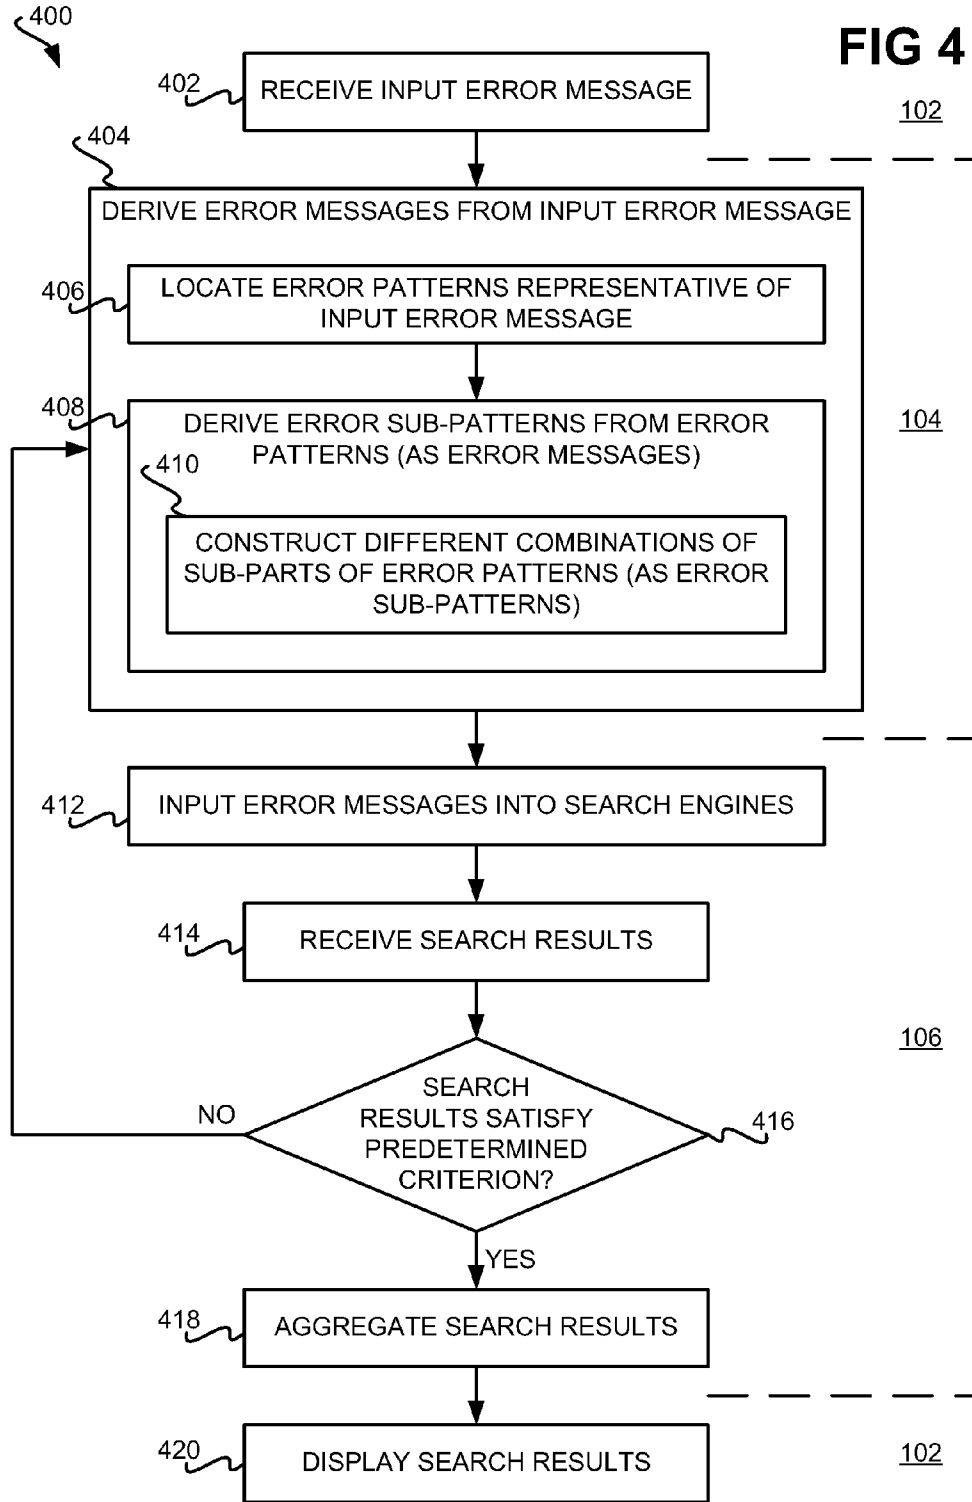 400
FIG 4
402
RECEIVE INPUT ERROR MESSAGE
102
404
DERIVE ERROR MESSAGES FROM INPUT ERROR MESSAGE
406
LOCATE ERROR PATTERNS REPRESENTATIVE OF
INPUT ERROR MESSAGE
408
DERIVE ERROR SUB-PATTERNS FROM ERROR
PATTERNS (AS ERROR MESSAGES)
104
410
CONSTRUCT DIFFERENT COMBINATIONS OF
SUB-PARTS OF ERROR PATTERNS (AS ERROR
SUB-PATTERNS)
412
INPUT ERROR MESSAGES INTO SEARCH ENGINES
414
RECEIVE SEARCH RESULTS
106
SEARCH
RESULTS SATISFY
PREDETERMINED
CRITERION?
NO
416
YES
418
AGGREGATE SEARCH RESULTS
420
DISPLAY SEARCH RESULTS
102